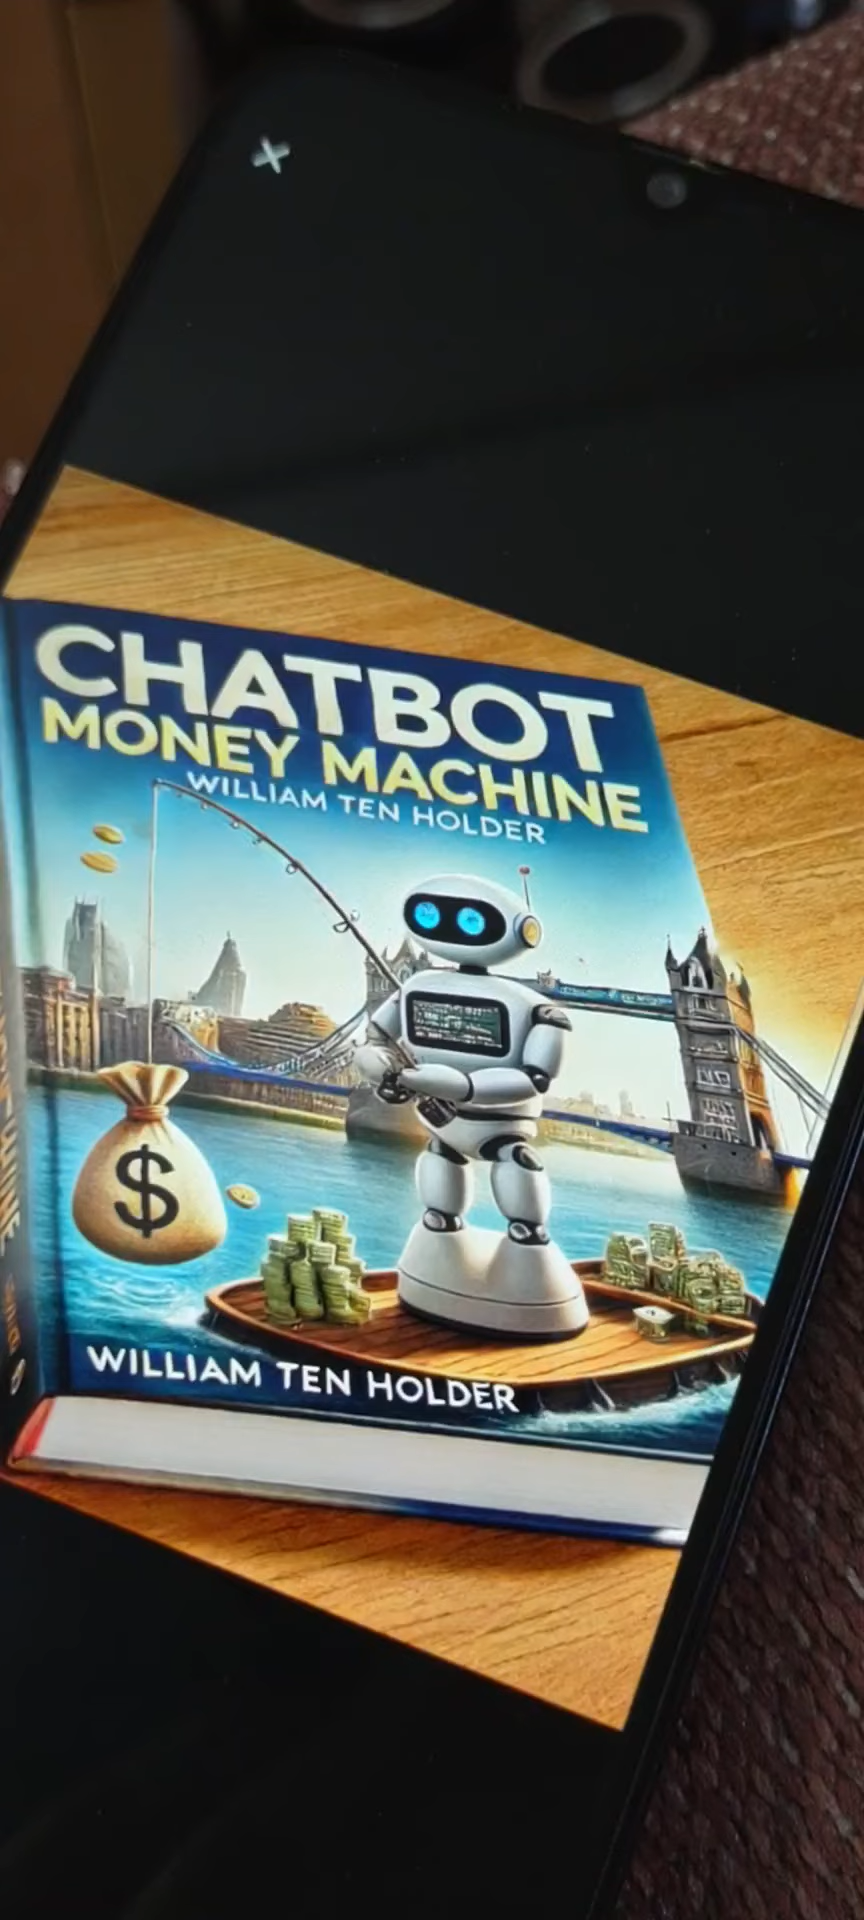 CHATBOT
MONEY MACHINE
WILLIAM TEN HOLDER
$
WILLIAM TEN HOLDER